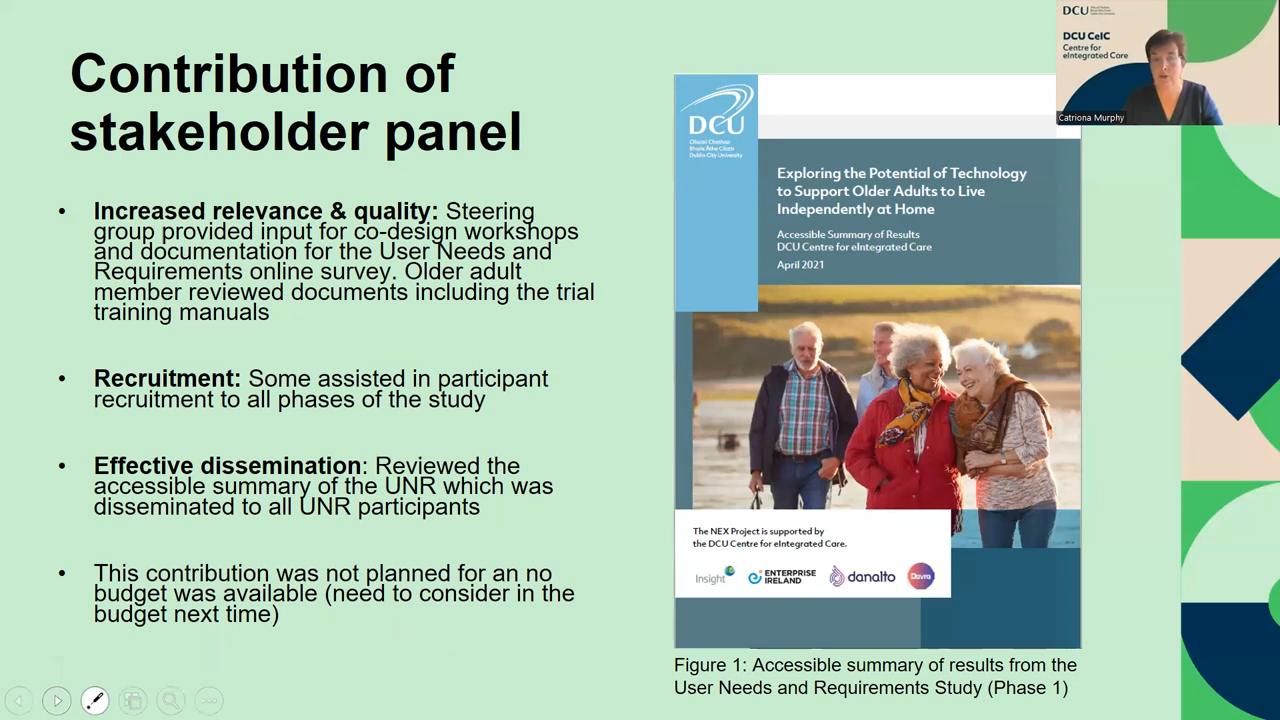 Contribution of
stakeholder panel
• Increased relevance & quality: Steering
group provided input for co-design workshops
and documentation for the User Needs and
Requirements online survey. Older adult
member reviewed documents including the trial
training manuals
• Recruitment: Some assisted in participant
recruitment to all phases of the study
• Effective dissemination: Reviewed the
accessible summary of the UNR which was
disseminated to all UNR participants
• This contribution was not planned for an no
budget was available (need to consider in the
budget next time)
DCU
Ollscoil Chathair
Bhaile Átha Cliath
Dublin City University
Exploring the Potential of Technology
to Support Older Adults to Live
Independently at Home
Accessible Summary of Results
DCU Centre for eIntegrated Care
April 2021
The NEX Project is supported by
the DCU Centre for eIntegrated Care.
Insight
ENTERPRISE
IRELAND
danalto
Davra
Figure 1: Accessible summary of results from the
User Needs and Requirements Study (Phase 1)
DCU
DCU CeIC
Centre for
eIntegrated Care
Catriona Murphy